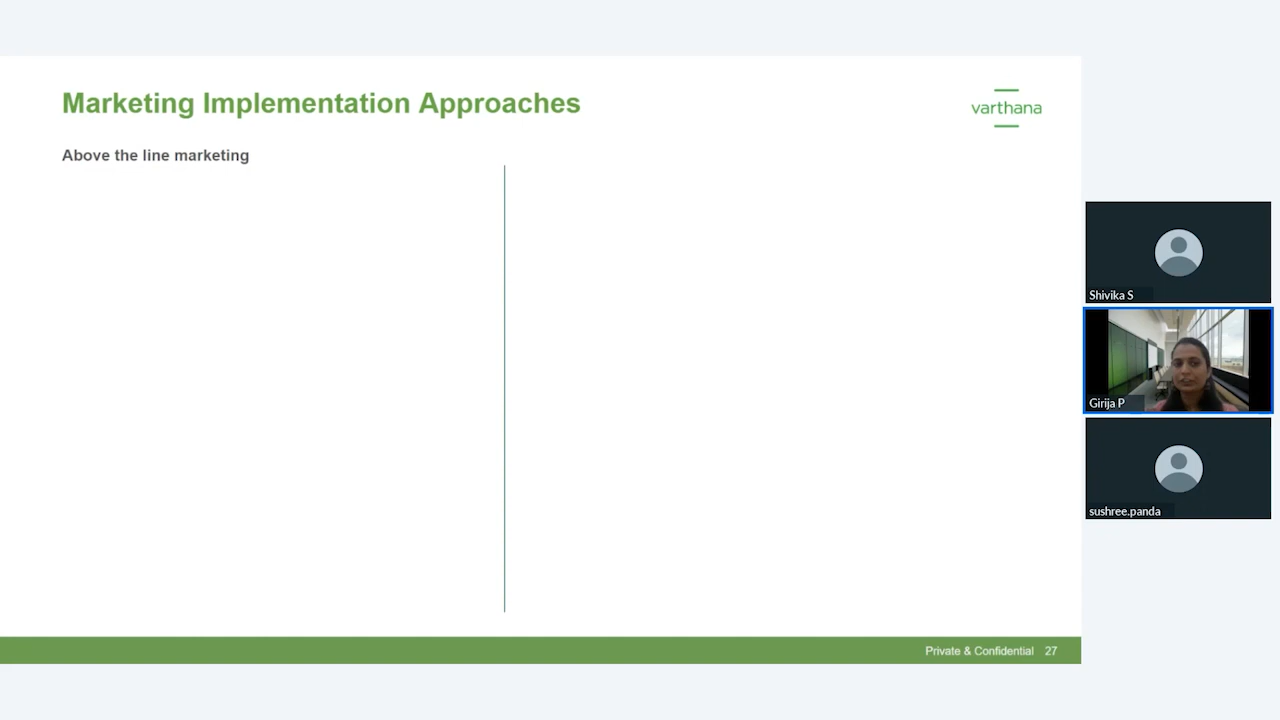 Marketing Implementation Approaches
varthana
Above the line marketing
Shivika S
Girija P
sushree.panda
Private & Confidential 27